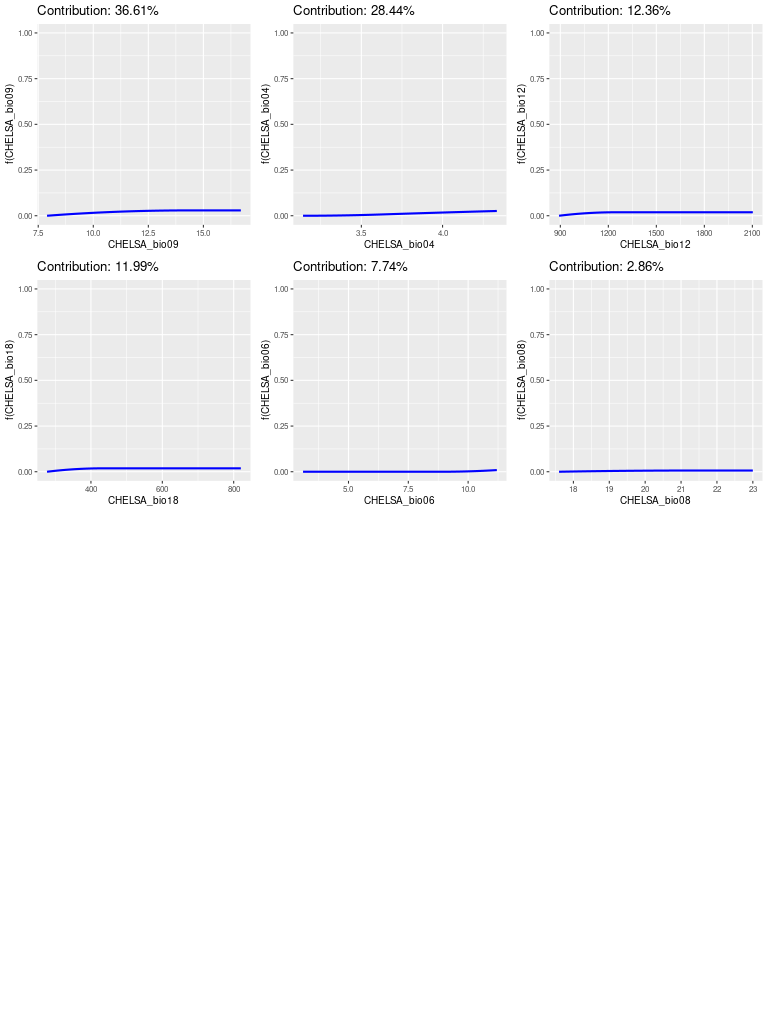 Contribution: 36.61%
f(CHELSA_bio09)
1.00
0.75
0.50
0.25
0.00
7.5 10.0 12.5 15.0
CHELSA_bio09
Contribution: 28.44%
f(CHELSA_bio04)
1.00
0.75
0.50
0.25
0.00
3.5 4.0
CHELSA_bio04
Contribution: 12.36%
f(CHELSA_bio12)
1.00
0.75
0.50
0.25
0.00
900 1200 1500 1800 2100
CHELSA_bio12
Contribution: 11.99%
f(CHELSA_bio18)
1.00
0.75
0.50
0.25
0.00
400 600 800
CHELSA_bio18
Contribution: 7.74%
f(CHELSA_bio06)
1.00
0.75
0.50
0.25
0.00
5.0 7.5 10.0
CHELSA_bio06
Contribution: 2.86%
f(CHELSA_bio08)
1.00
0.75
0.50
0.25
0.00
18 19 20 21 22 23
CHELSA_bio08